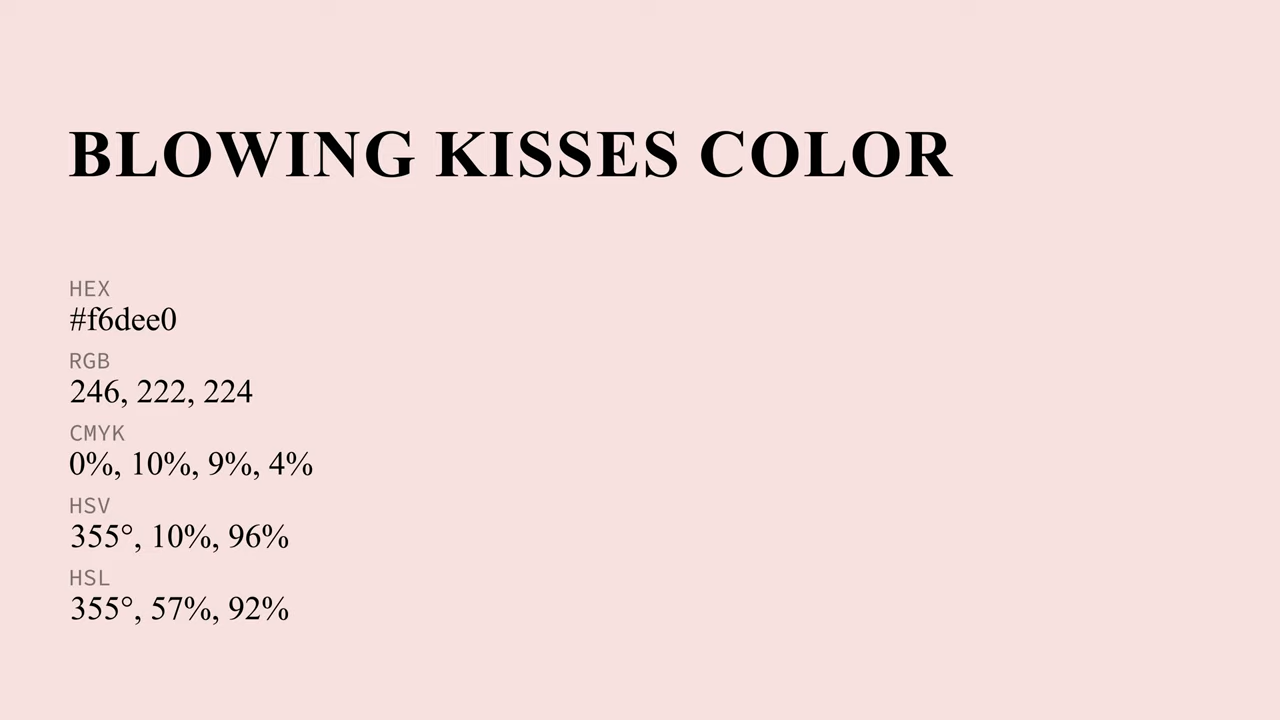 BLOWING KISSES COLOR
HEX
#f6dee0
RGB
246, 222, 224
CMYK
0%, 10%, 9%, 4%
HSV
355°, 10%, 96%
HSL
355°, 57%, 92%